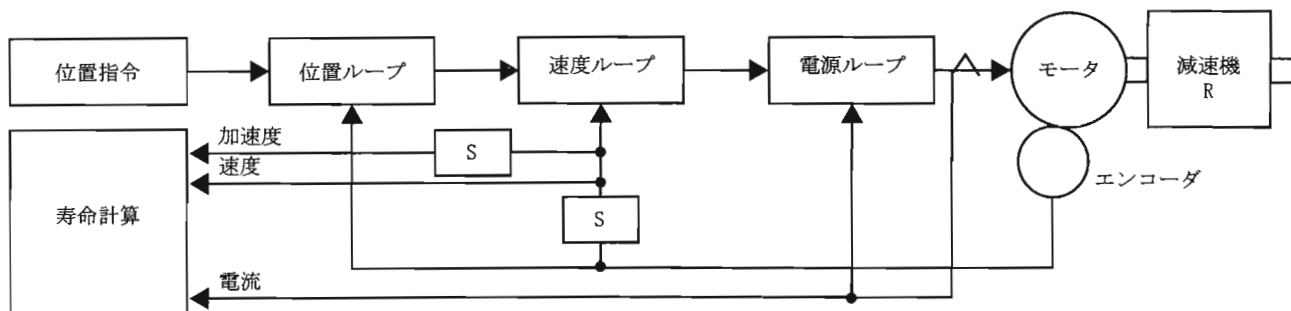 位置指令
位置ループ
速度ループ
電源ループ
モータ
減速機
R
加速度
S
速度
エンコーダ
S
寿命計算
電流